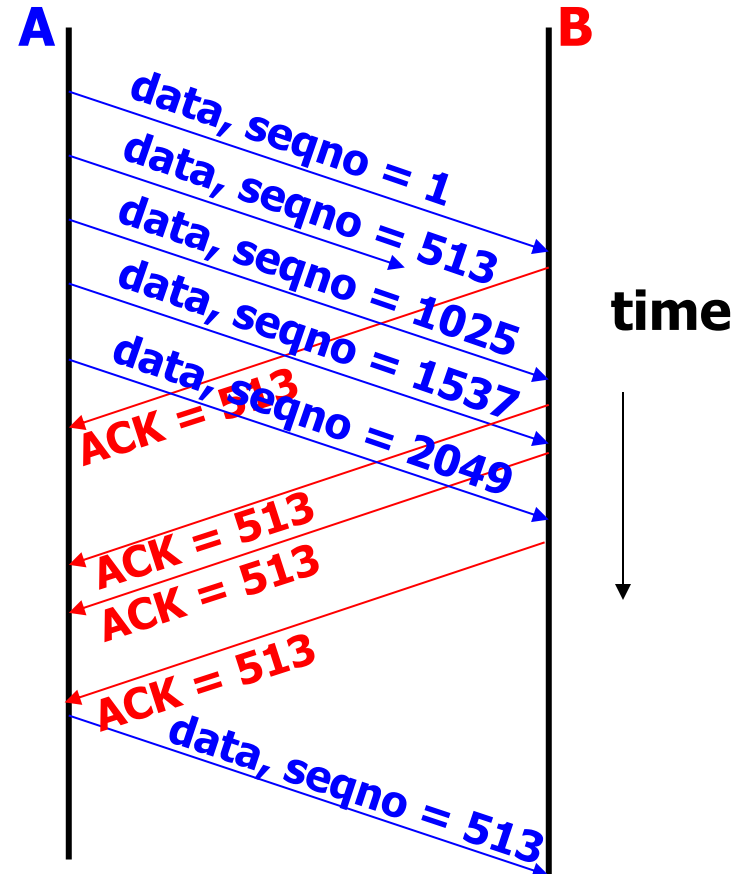 A
B
data, seqno = 1
data, seqno = 513
data, seqno = 1025
data, seqno = 1537
time
data, seqno = 2049
ACK = 513
ACK = 513
ACK = 513
ACK = 513
data, seqno = 513